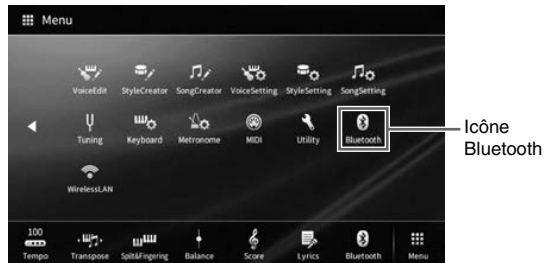 Menu
VoiceEdit StyleCreator SongCreator VoiceSetting StyleSetting SongSetting
Tuning Keyboard Metronome MIDI Utility Bluetooth
Icône
Bluetooth
WirelessLAN
100
Tempo Transpose Split&Fingering Balance Score Lyrics Bluetooth Menu